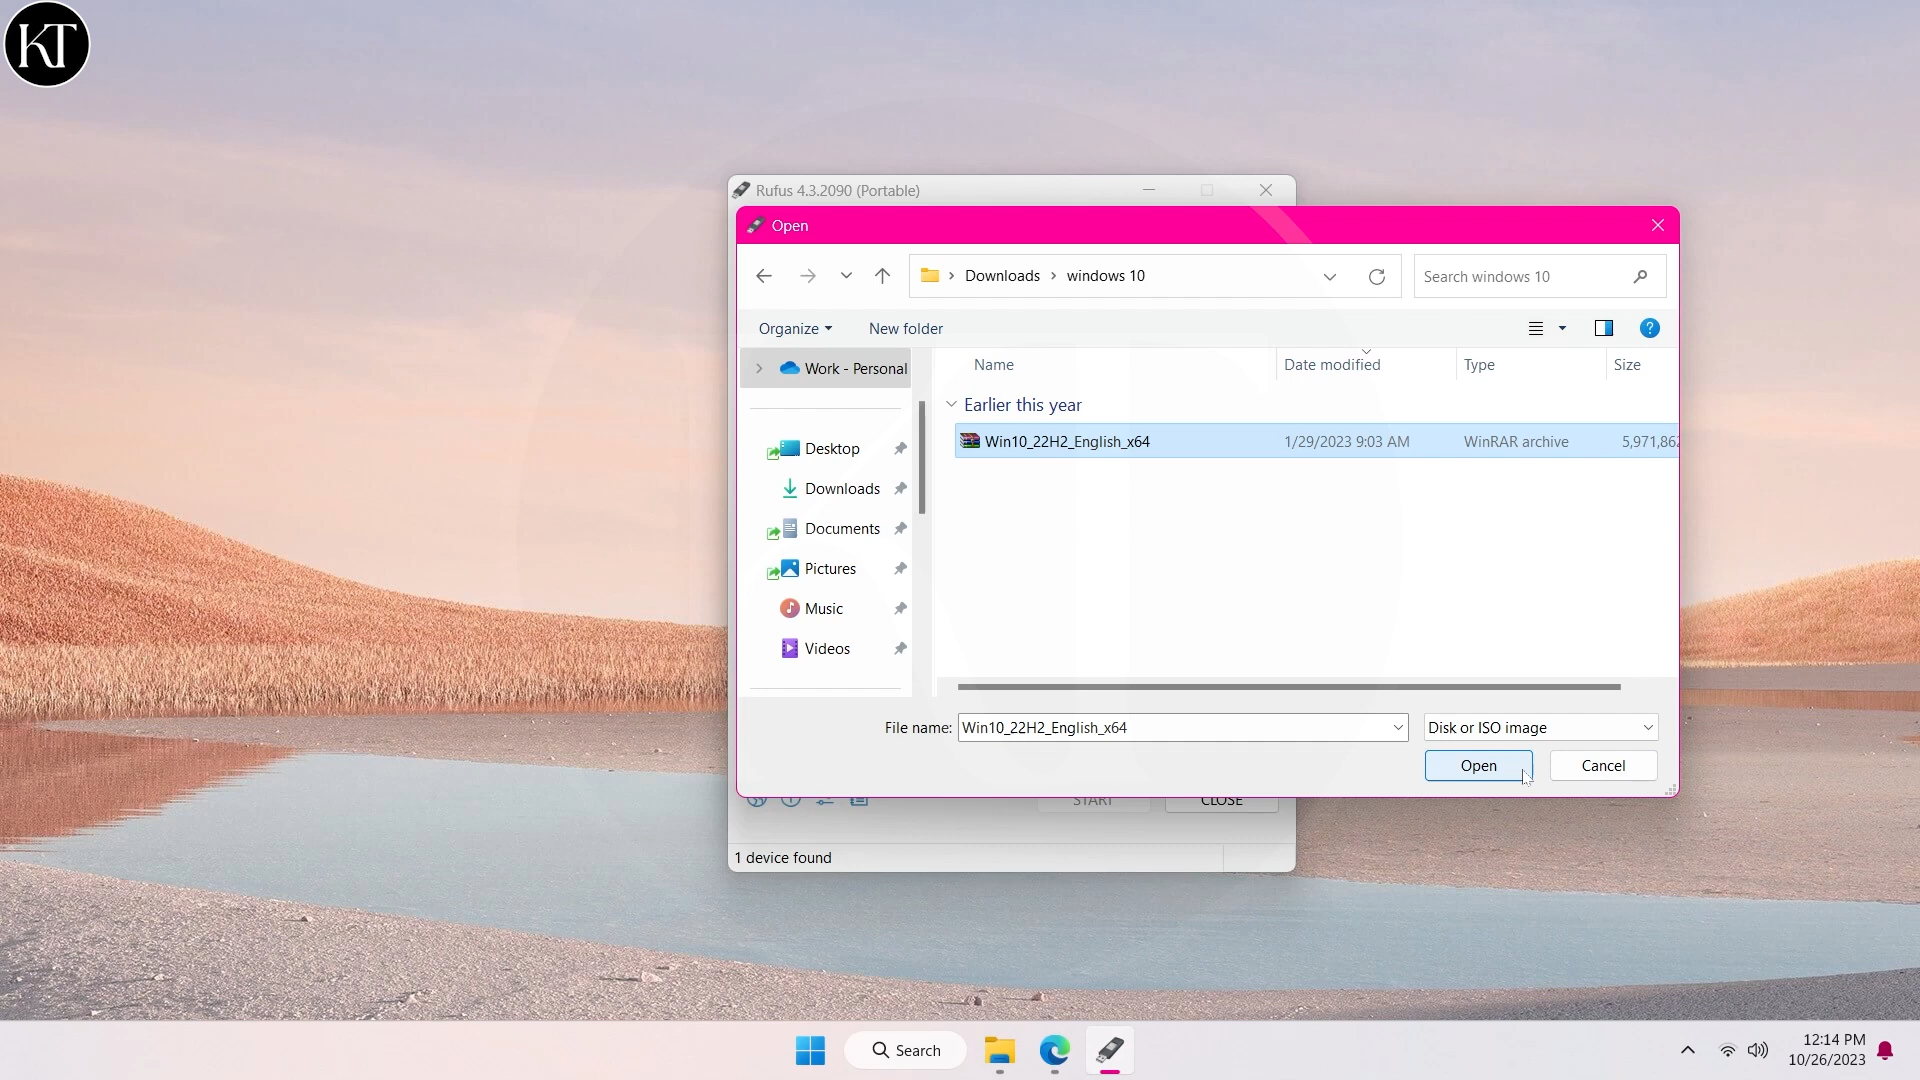 KT
Rufus 4.3.2090 (Portable)
Open
Downloads > windows 10
Search windows 10
Organize
New folder
?
Work - Personal
Name
Date modified
Type
Size
Earlier this year
Win10_22H2_English_x64
1/29/2023 9:03 AM
WinRAR archive
5,971,862
Desktop
Downloads
Documents
Pictures
Music
Videos
File name:
Win10_22H2_English_x64
Disk or ISO image
Open
Cancel
START
CLOSE
1 device found
Search
12:14 PM
10/26/2023